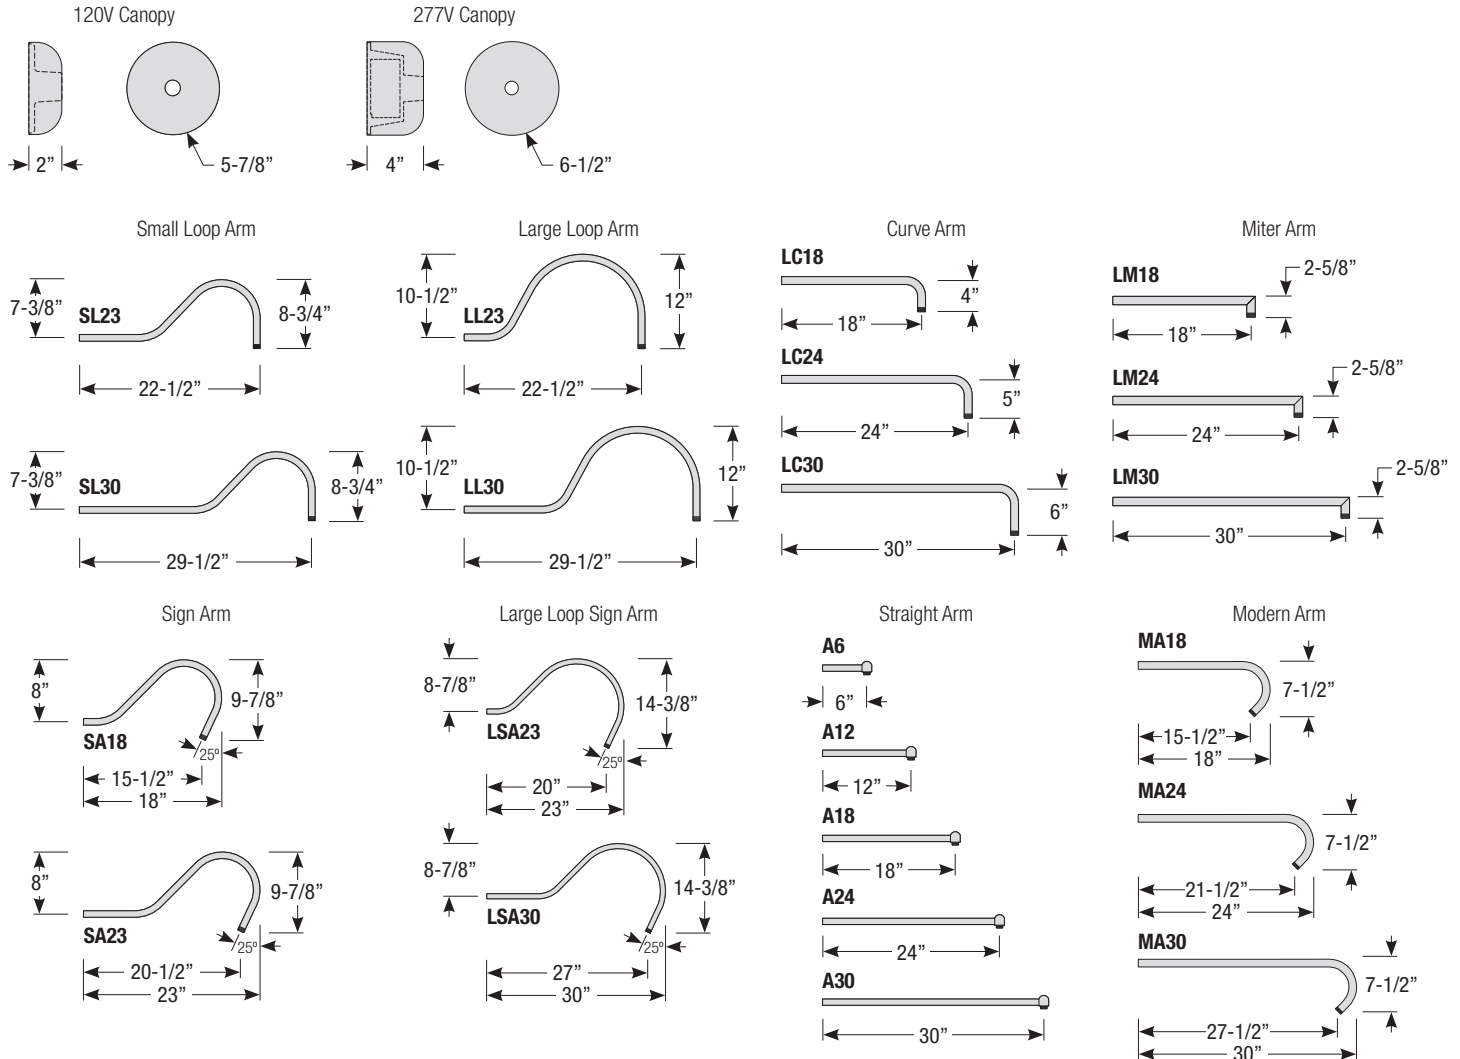 120V Canopy
277V Canopy
2”
5-7/8”
4”
6-1/2”
Small Loop Arm
7-3/8”
SL23
8-3/4”
22-1/2”
7-3/8”
SL30
8-3/4”
29-1/2”
Large Loop Arm
10-1/2”
LL23
12”
22-1/2”
10-1/2”
LL30
12”
29-1/2”
Curve Arm
LC18
4”
18”
LC24
5”
24”
LC30
6”
30”
Miter Arm
LM18
2-5/8”
18”
LM24
2-5/8”
24”
LM30
2-5/8”
30”
Sign Arm
8”
9-7/8”
SA18
25º
15-1/2”
18”
8”
9-7/8”
SA23
25º
20-1/2”
23”
Large Loop Sign Arm
8-7/8”
14-3/8”
LSA23
25º
20”
23”
8-7/8”
14-3/8”
LSA30
25º
27”
30”
Straight Arm
A6
6”
A12
12”
A18
18”
A24
24”
A30
30”
Modern Arm
MA18
7-1/2”
15-1/2”
18”
MA24
7-1/2”
21-1/2”
24”
MA30
7-1/2”
27-1/2”
30”